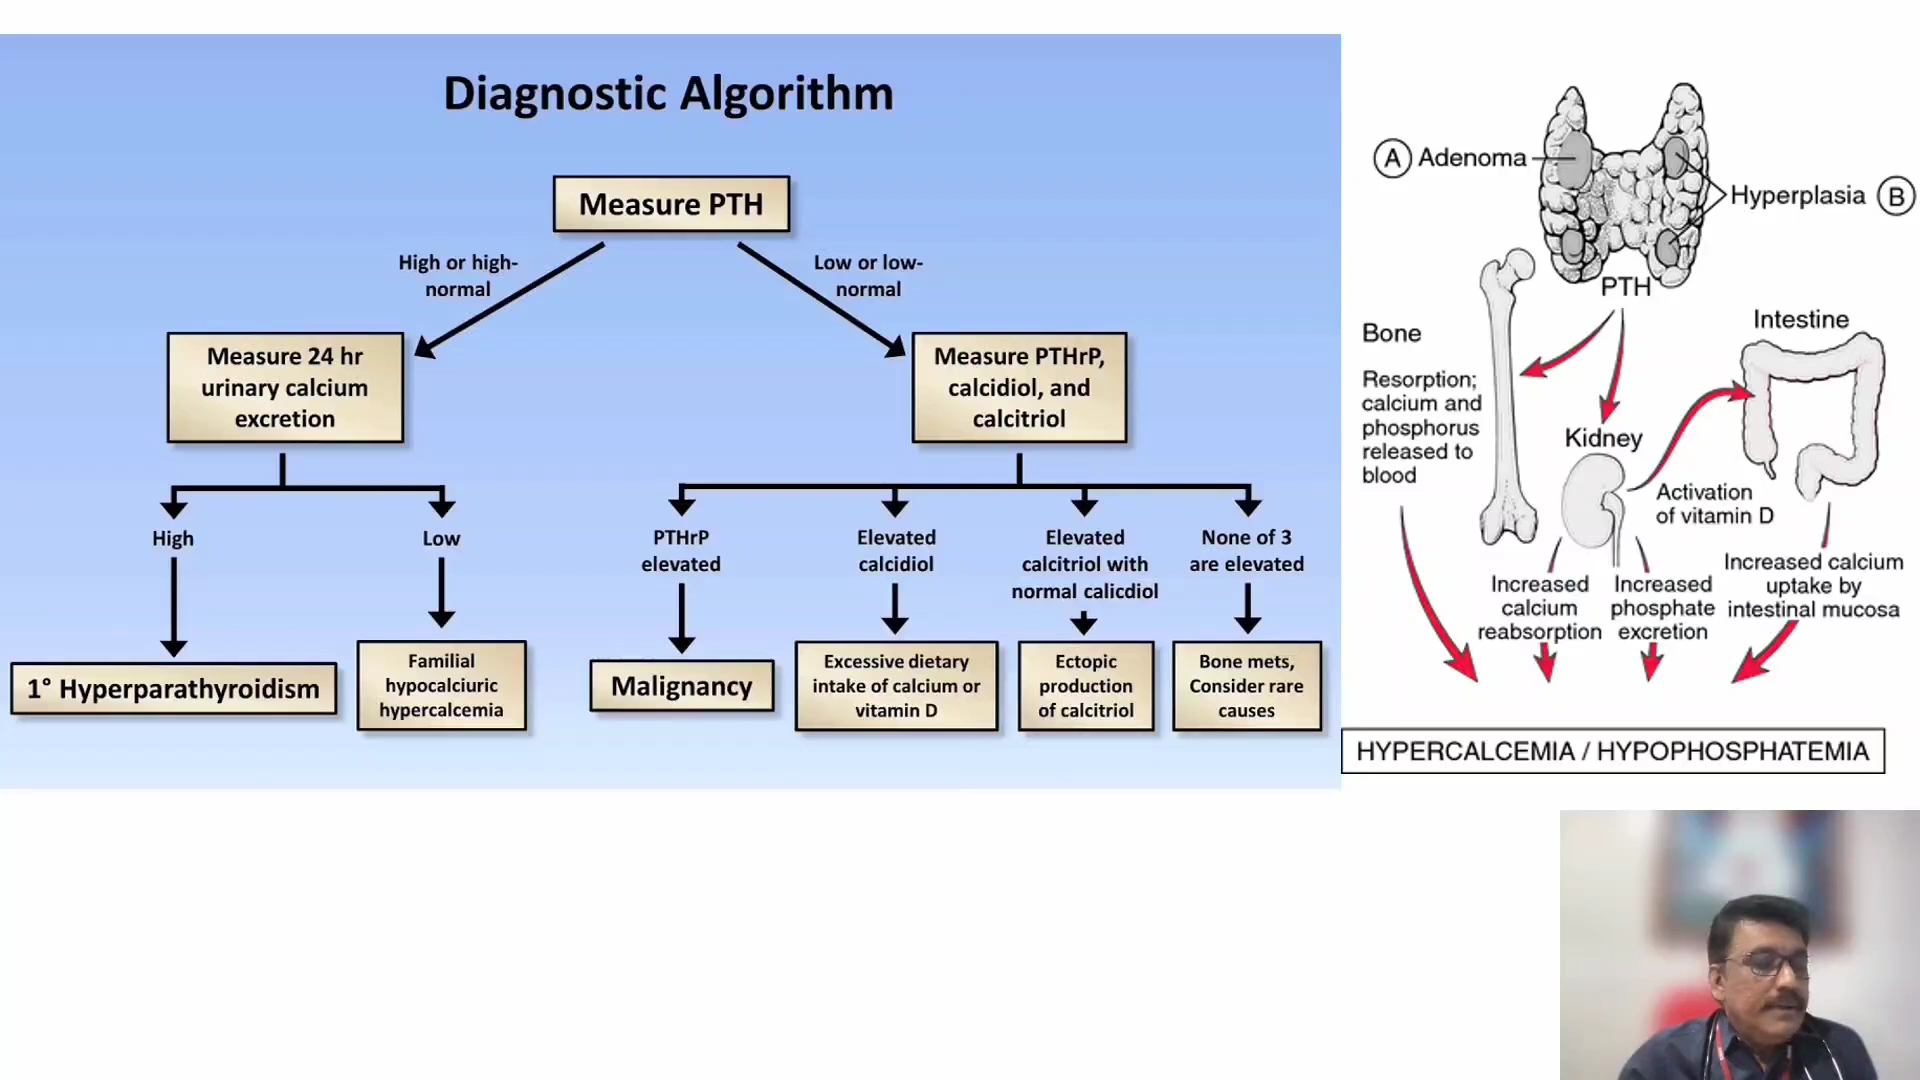 Diagnostic Algorithm
Measure PTH
High or high-
normal
Low or low-
normal
Measure 24 hr
urinary calcium
excretion
Measure PTHrP,
calcidiol, and
calcitriol
High
Low
PTHrP
elevated
Elevated
calcidiol
Elevated
calcitriol with
normal calicdiol
None of 3
are elevated
1° Hyperparathyroidism
Familial
hypocalciuric
hypercalcemia
Malignancy
Excessive dietary
intake of calcium or
vitamin D
Ectopic
production
of calcitriol
Bone mets,
Consider rare
causes
A Adenoma
Hyperplasia B
PTH
Bone
Resorption;
calcium and
phosphorus
released to
blood
Kidney
Intestine
Activation
of vitamin D
Increased
calcium
reabsorption
Increased
phosphate
excretion
Increased calcium
uptake by
intestinal mucosa
HYPERCALCEMIA / HYPOPHOSPHATEMIA